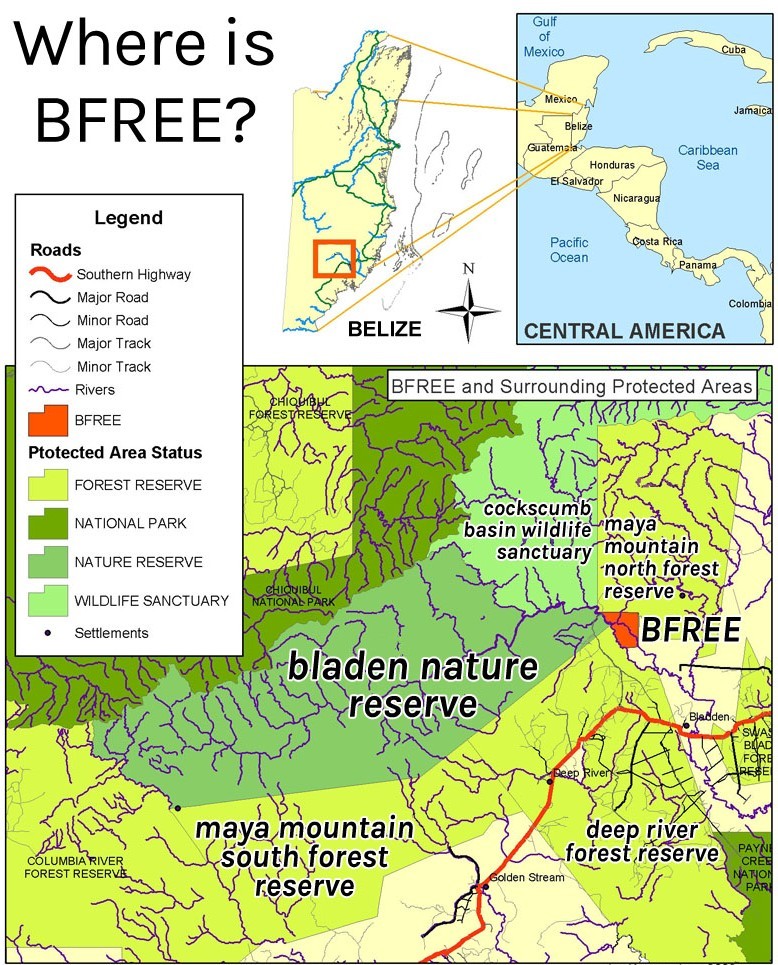 Where is
BFREE?
Gulf
of
Mexico
Cuba
Mexico
Jamaica
Belize
Guatemala
Honduras
Caribbean
Sea
El Salvador
Nicaragua
Pacific
Ocean
Costa Rica
Panama
Colombia
N
BELIZE
CENTRAL AMERICA
Legend
Roads
Southern Highway
Major Road
Minor Road
Major Track
Minor Track
Rivers
BFREE
Ptotected Area Status
FOREST RESERVE
NATIONAL PARK
NATURE RESERVE
WILDLIFE SANCTUARY
Settlements
BFREE and Surrounding Protected Areas
CHIQUIBUL
FOREST RESERVE
cockscumb
basin wildlife
sanctuary
maya
mountain
north forest
reserve
CHIQUIBUL
NATIONAL PARK
BFREE
bladen nature
reserve
Bladden
SWAS
BLAD
FORE
RESE
Deep River
maya mountain
south forest
reserve
deep river
forest reserve
COLUMBIA RIVER
FOREST RESERVE
PAYNE
CREE
NATION
PARK
Golden Stream